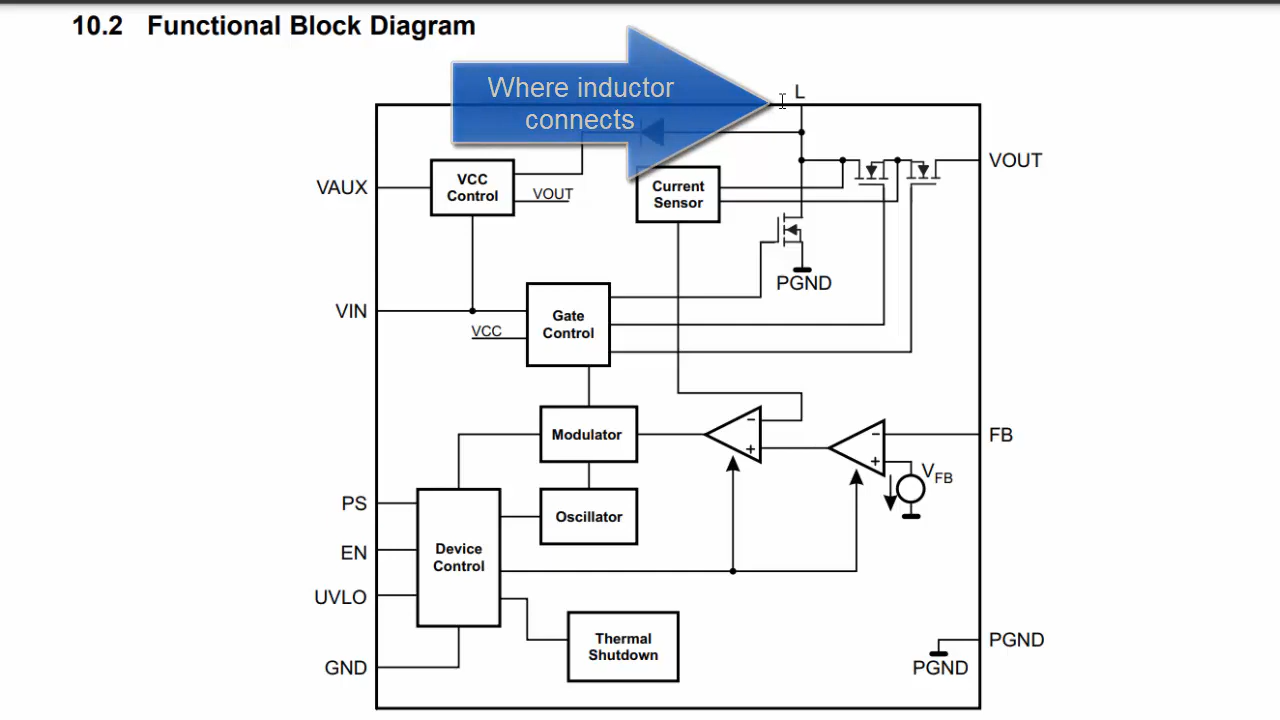 10.2 Functional Block Diagram
Where inductor
connects
L
VOUT
VAUX
VCC
Control
VOUT
Current
Sensor
PGND
VIN
VCC
Gate
Control
Modulator
-
+
-
+
FB
VFB
PS
EN
UVLO
GND
Device
Control
Oscillator
Thermal
Shutdown
PGND
PGND